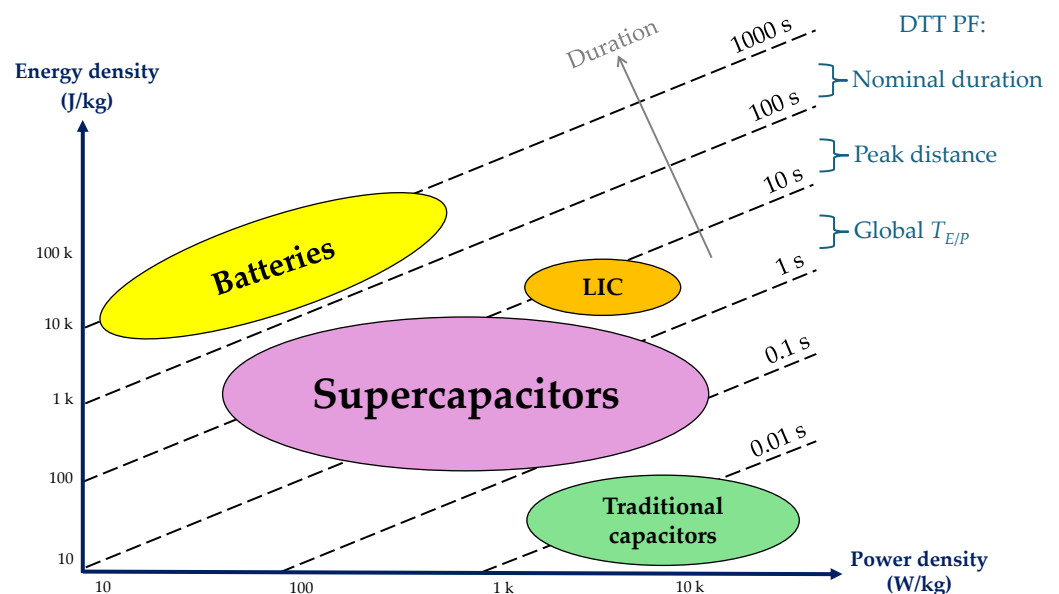 DTT PF:
Duration
1000 s
Energy density
(J/kg)
Nominal duration
100 s
Peak distance
10 s
Global T_{E/P}
100 k
Batteries
1 s
LIC
10 k
0.1 s
Supercapacitors
1 k
0.01 s
100
Traditional
capacitors
10
Power density
(W/kg)
10
100
1 k
10 k